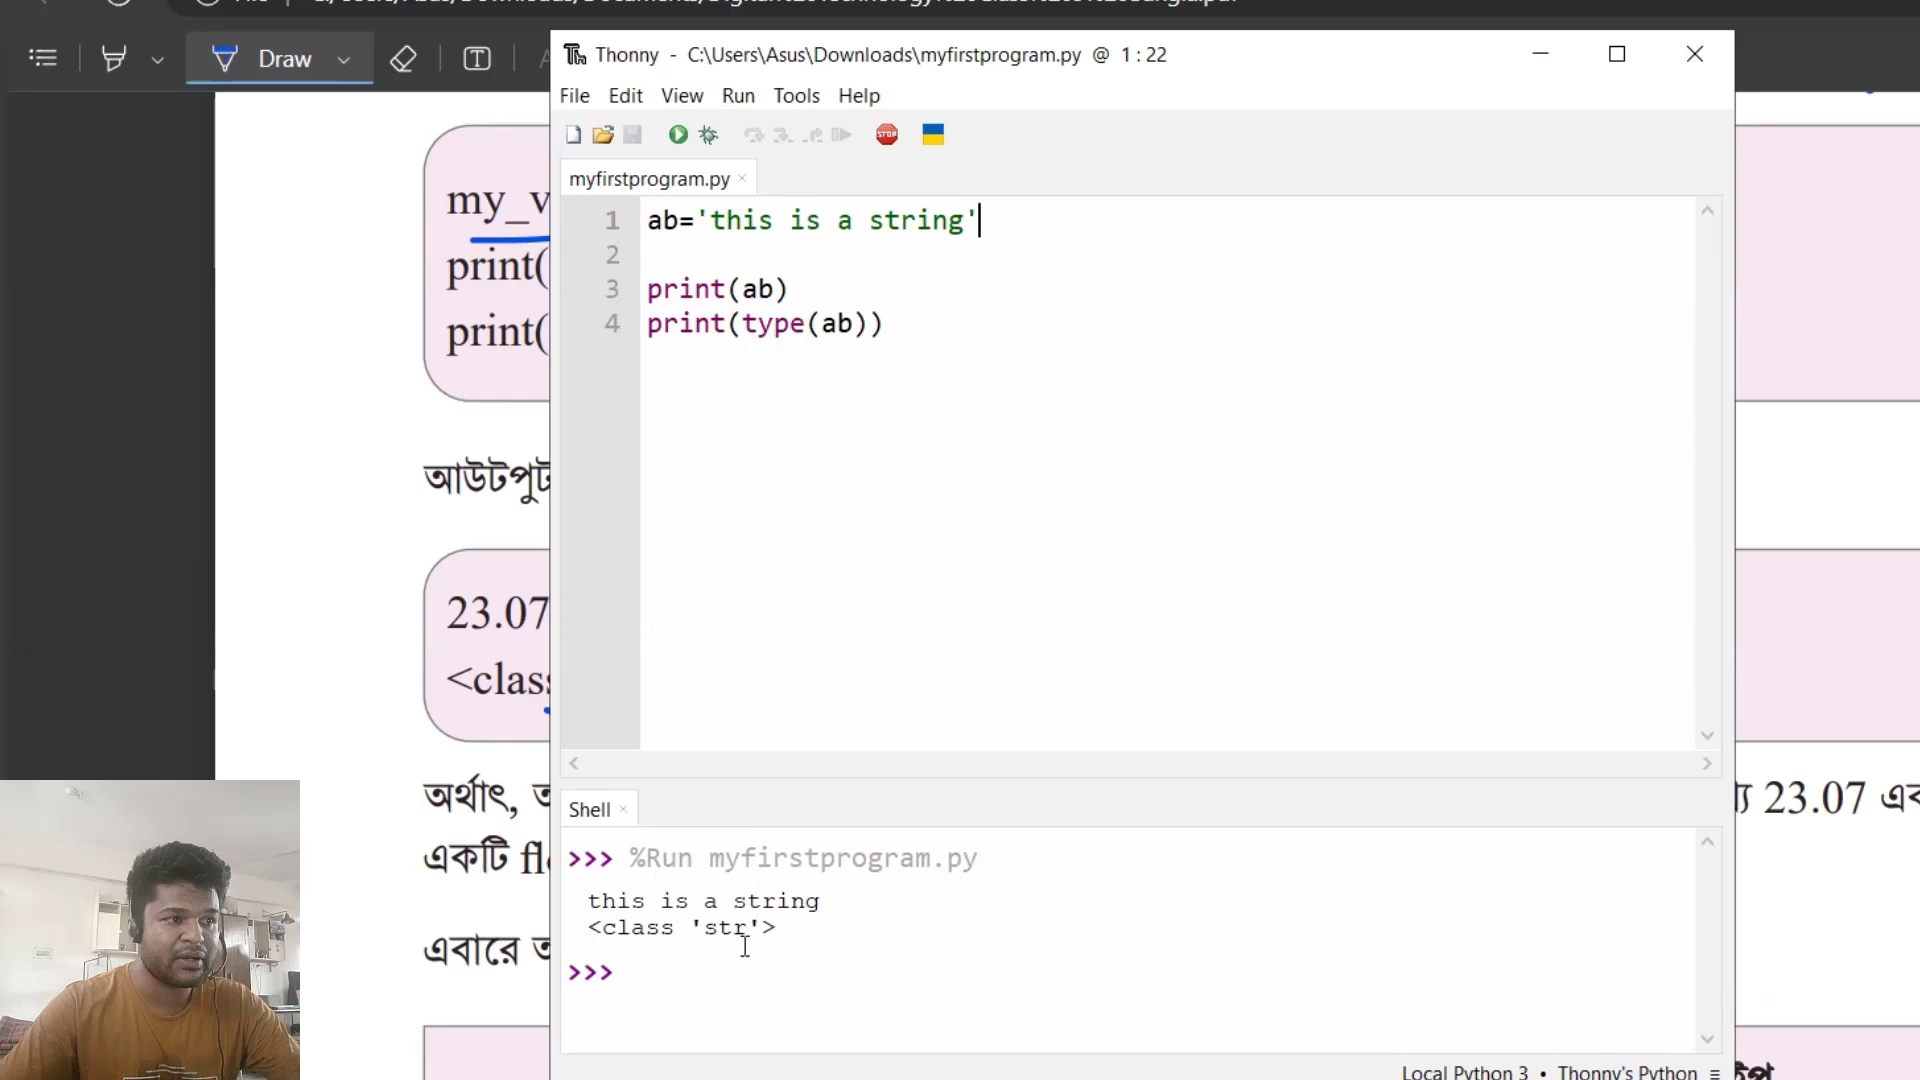 Draw
Thonny - C:\Users\Asus\Downloads\myfirstprogram.py @ 1 : 22
File Edit View Run Tools Help
STOP
myfirstprogram.py
1 ab='this is a string'
2
3 print(ab)
4 print(type(ab))
my_v
print(
print(
আউটপুট
23.07
<class
Shell
>>> %Run myfirstprogram.py
this is a string
<class 'str'>
>>>
অর্থাৎ,
23.07
একটি
এবারে
Local Python 3 • Thonny's Python